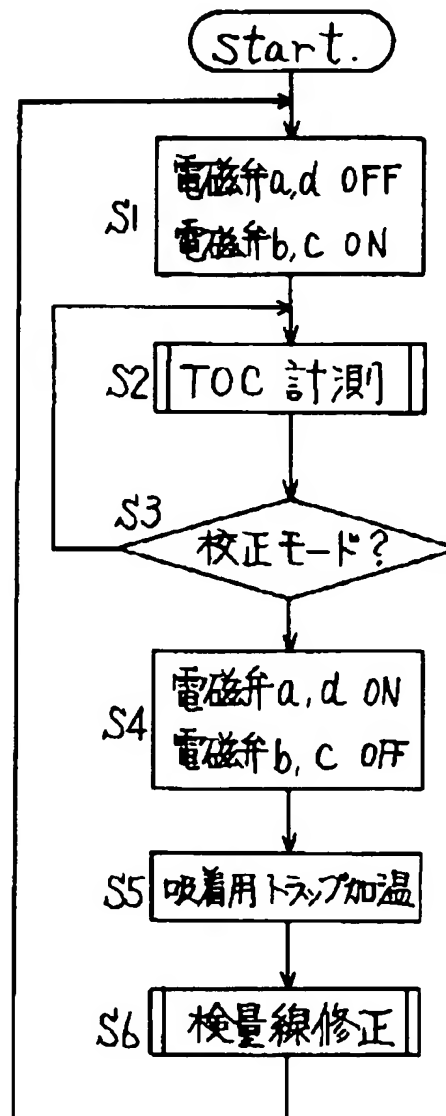 start.
S1
電磁弁a,d OFF
電磁弁b,c ON
S2
TOC 計測
S3
校正モード?
S4
電磁弁a,d ON
電磁弁b,c OFF
S5
吸着用トラップ加温
S6
検量線修正